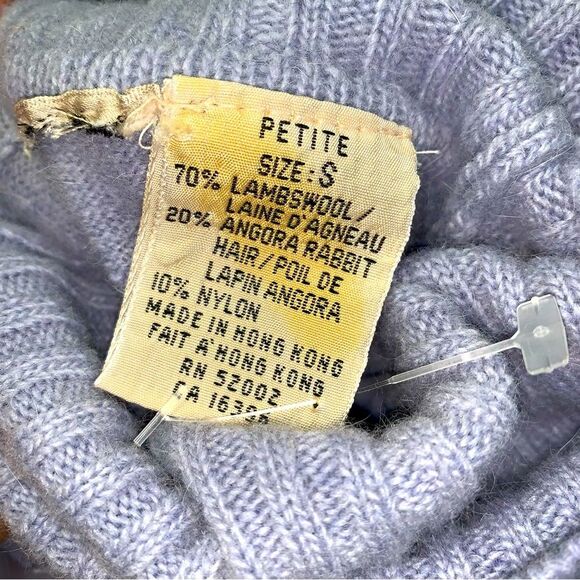 PETITE
SIZE: S
70% LAMBSWOOL/
LAINE D'AGNEAU
20% ANGORA RABBIT
HAIR/POIL DE
LAPIN ANGORA
10% NYLON
MADE IN HONG KONG
FAIT A' HONG KONG
RN 52002
CA